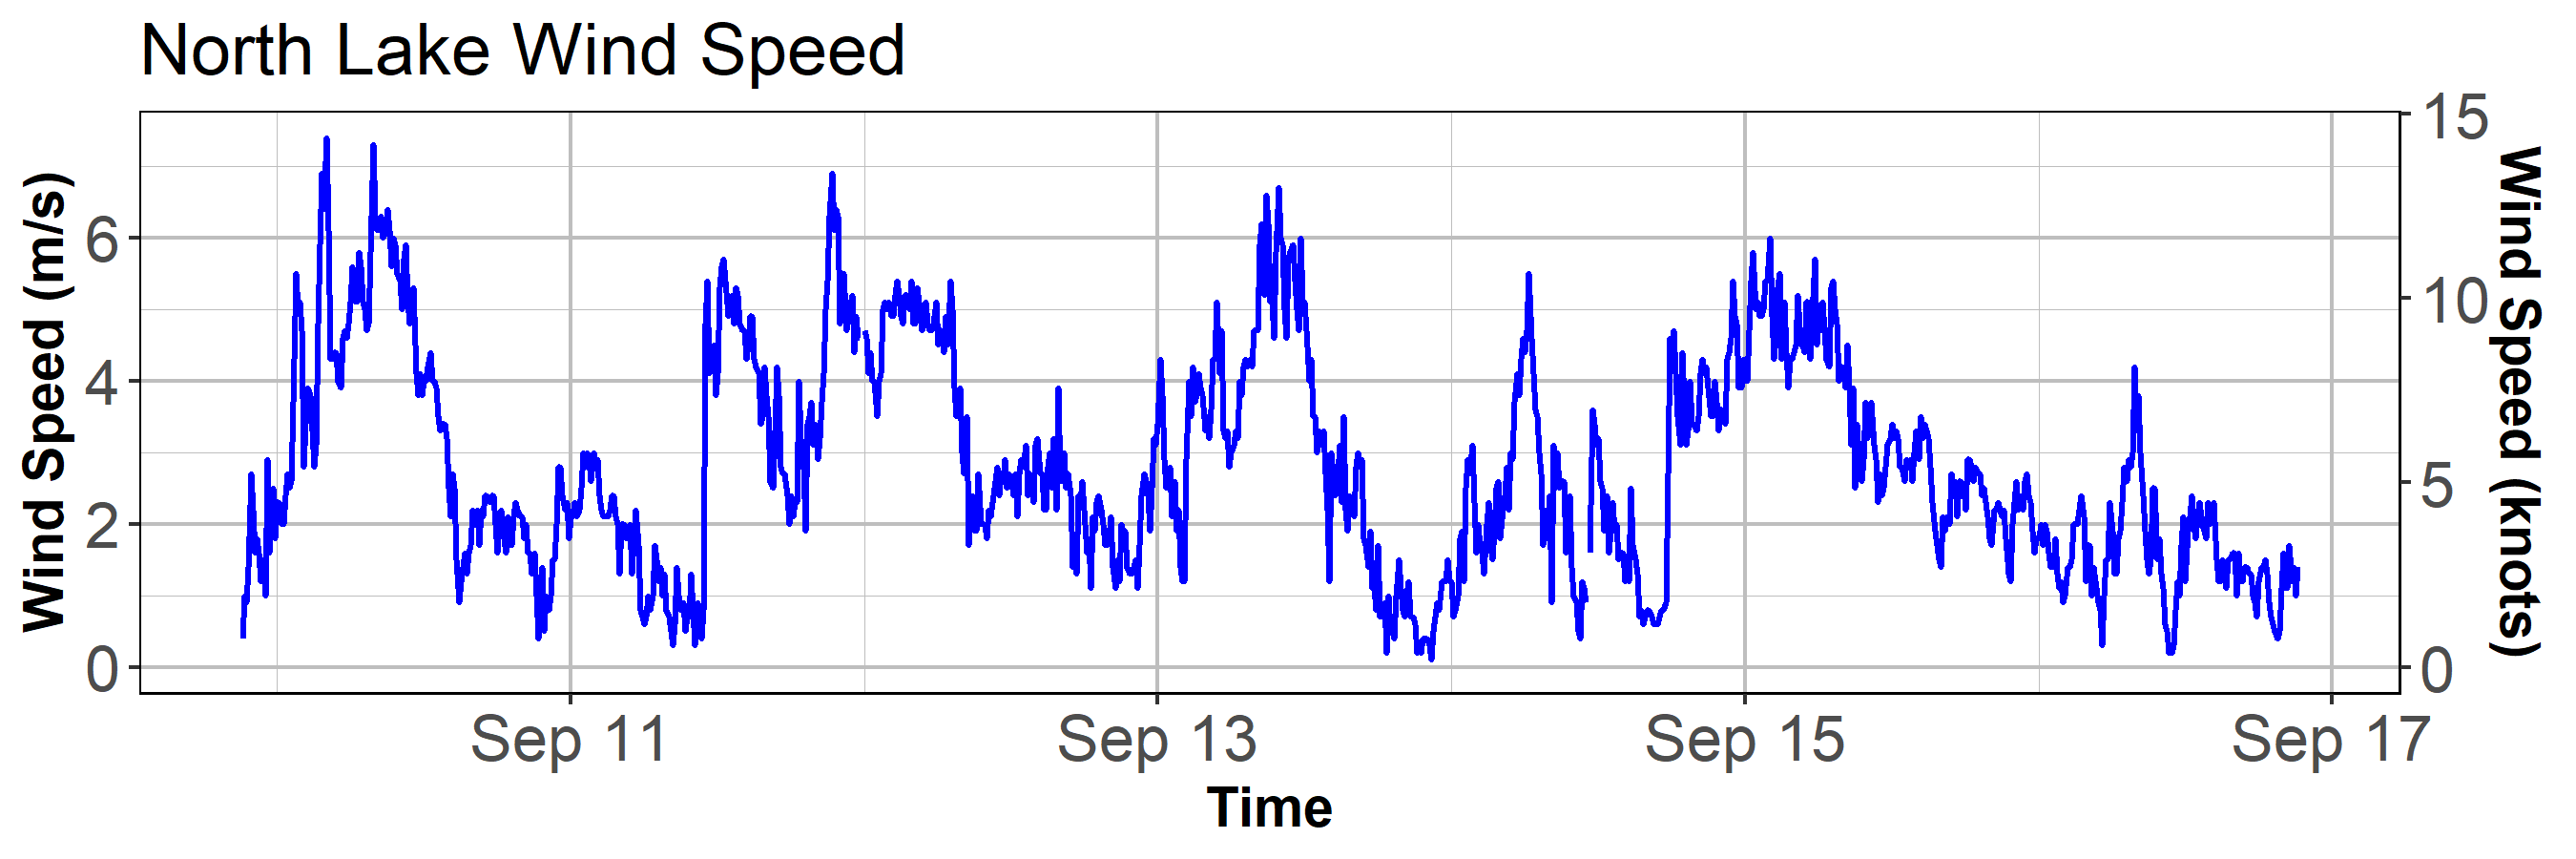 North Lake Wind Speed
Wind Speed (m/s)
6
4
2
0
15
10
5
0
Wind Speed (knots)
Sep 11
Sep 13
Sep 15
Sep 17
Time